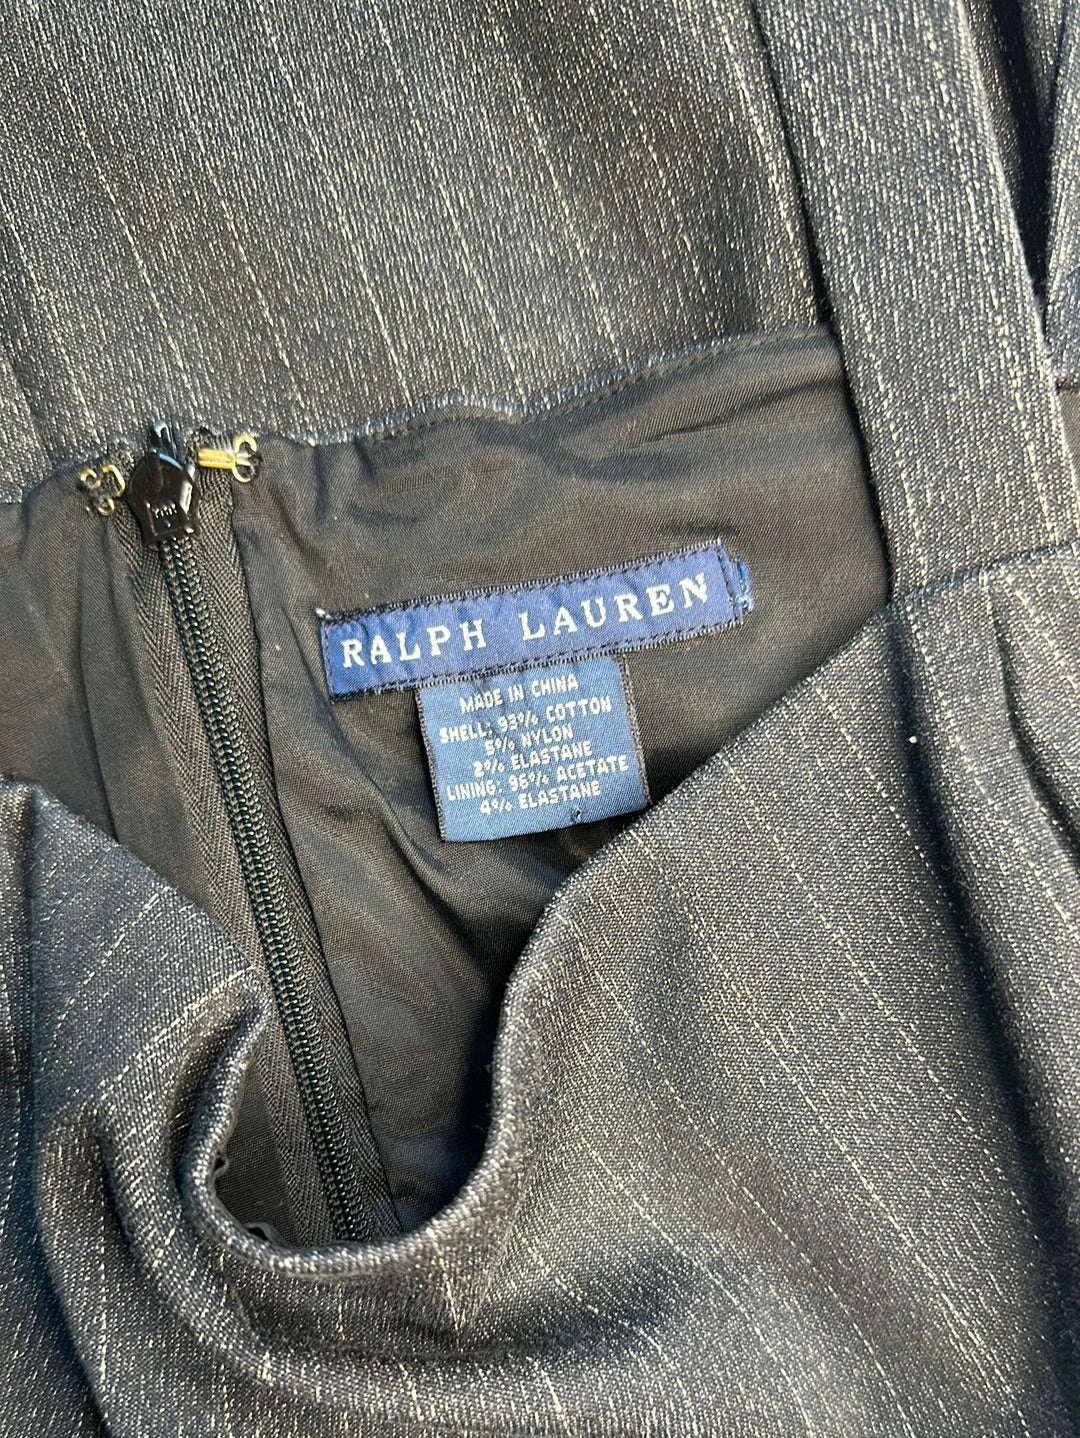 RALPH LAUREN
MADE IN CHINA
SHELL: 93% COTTON
5% NYLON
2% ELASTANE
LINING: 96% ACETATE
4% ELASTANE